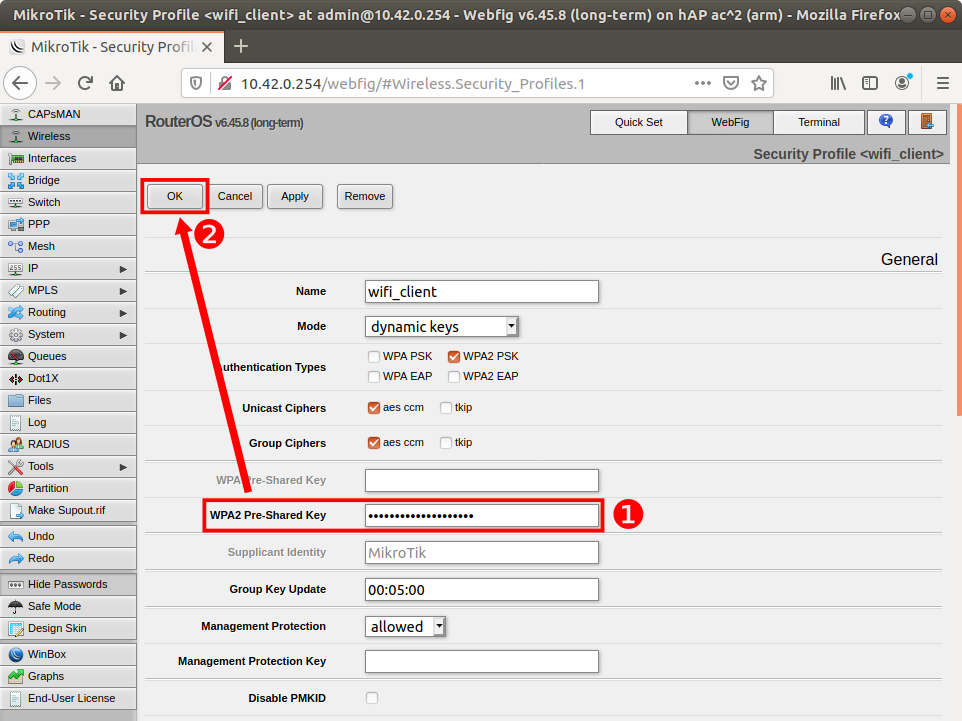 MikroTik - Security Profile <wifi_client> at admin@10.42.0.254 - Webfig v6.45.8 (long-term) on hAP ac^2 (arm) - Mozilla Firefox
MikroTik - Security Profil
10.42.0.254/webfig/#Wireless.Security_Profiles.1
CAPsMAN
Wireless
Interfaces
Bridge
Switch
PPP
Mesh
IP
MPLS
Routing
System
Queues
Dot1X
Files
Log
RADIUS
Tools
Partition
Make Supout.rif
Undo
Redo
Hide Passwords
Safe Mode
Design Skin
WinBox
Graphs
End-User License
RouterOS v6.45.8 (long-term)
Quick Set WebFig Terminal
Security Profile <wifi_client>
OK Cancel Apply Remove
2
General
Name wifi_client
Mode dynamic keys
uthentication Types WPA PSK WPA2 PSK
WPA EAP WPA2 EAP
Unicast Ciphers aes ccm tkip
Group Ciphers aes ccm tkip
WPA Pre-Shared Key
WPA2 Pre-Shared Key •••••••••••••••••••• 1
Supplicant Identity MikroTik
Group Key Update 00:05:00
Management Protection allowed
Management Protection Key
Disable PMKID